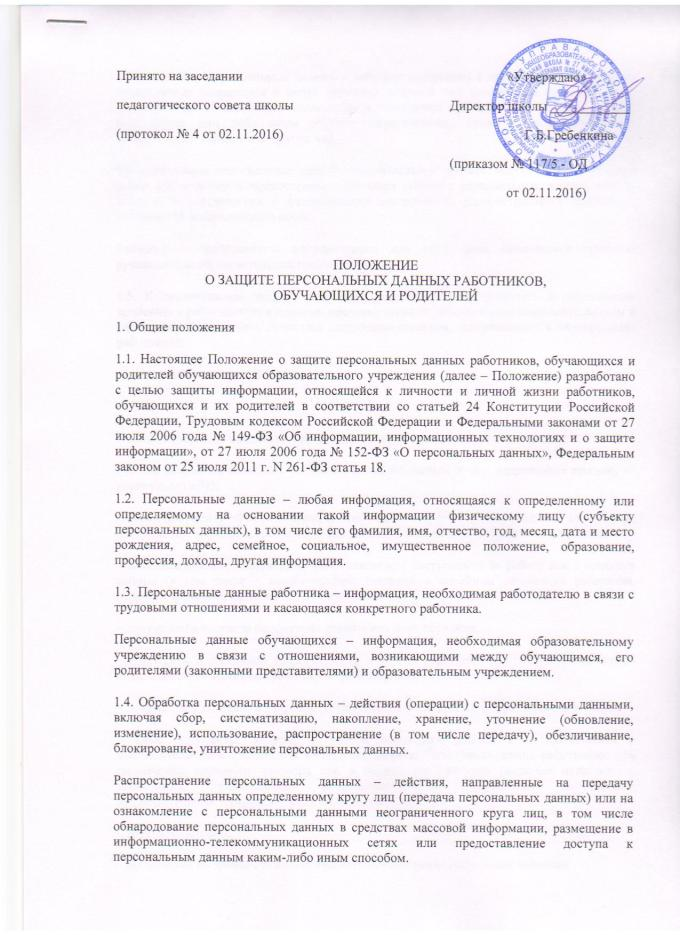 Принято на заседании «Утверждаю»
педагогического совета школы Директор школы
(протокол № 4 от 02.11.2016) Г.Б.Гребенкина
(приказом № 117/5 - ОД
от 02.11.2016)
ПОЛОЖЕНИЕ
О ЗАЩИТЕ ПЕРСОНАЛЬНЫХ ДАННЫХ РАБОТНИКОВ,
ОБУЧАЮЩИХСЯ И РОДИТЕЛЕЙ
1. Общие положения
1.1. Настоящее Положение о защите персональных данных работников, обучающихся и
родителей обучающихся образовательного учреждения (далее – Положение) разработано
с целью защиты информации, относящейся к личности и личной жизни работников,
обучающихся и их родителей в соответствии со статьей 24 Конституции Российской
Федерации, Трудовым кодексом Российской Федерации и Федеральными законами от 27
июля 2006 года № 149-ФЗ «Об информации, информационных технологиях и о защите
информации», от 27 июля 2006 года № 152-ФЗ «О персональных данных», Федеральным
законом от 25 июля 2011 г. N 261-ФЗ статья 18.
1.2. Персональные данные – любая информация, относящаяся к определенному или
определяемому на основании такой информации физическому лицу (субъекту
персональных данных), в том числе его фамилия, имя, отчество, год, месяц, дата и место
рождения, адрес, семейное, социальное, имущественное положение, образование,
профессия, доходы, другая информация.
1.3. Персональные данные работника – информация, необходимая работодателю в связи с
трудовыми отношениями и касающаяся конкретного работника.
Персональные данные обучающихся – информация, необходимая образовательному
учреждению в связи с отношениями, возникающими между обучающимся, его
родителями (законными представителями) и образовательным учреждением.
1.4. Обработка персональных данных – действия (операции) с персональными данными,
включая сбор, систематизацию, накопление, хранение, уточнение (обновление,
изменение), использование, распространение (в том числе передачу), обезличивание,
блокирование, уничтожение персональных данных.
Распространение персональных данных – действия, направленные на передачу
персональных данных определенному кругу лиц (передача персональных данных) или на
ознакомление с персональными данными неограниченного круга лиц, в том числе
обнародование персональных данных в средствах массовой информации, размещение в
информационно-телекоммуникационных сетях или предоставление доступа к
персональным данным каким-либо иным способом.